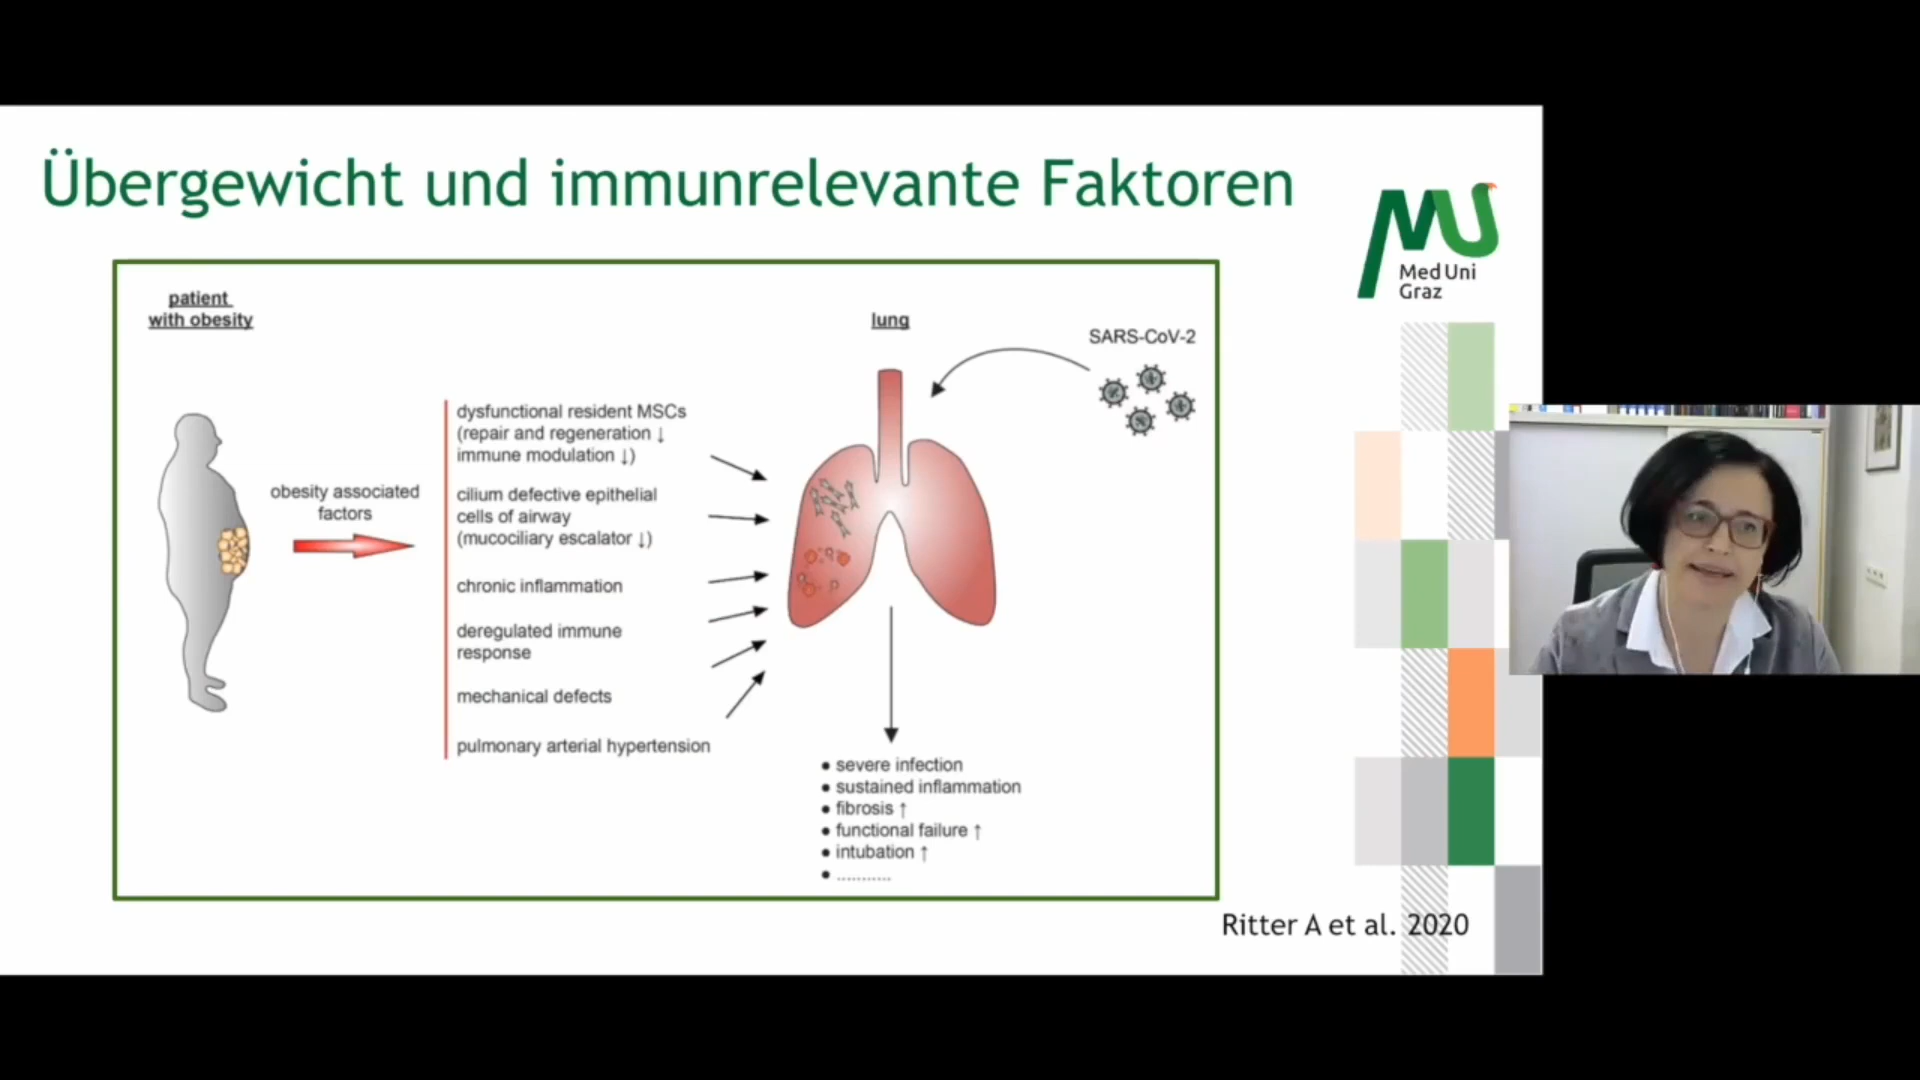 Übergewicht und immunrelevante Faktoren
Med Uni
Graz
patient
with obesity
lung
SARS-CoV-2
obesity associated
factors
dysfunctional resident MSCs
(repair and regeneration ↓
immune modulation ↓)
cilium defective epithelial
cells of airway
(mucociliary escalator ↓)
chronic inflammation
deregulated immune
response
mechanical defects
pulmonary arterial hypertension
● severe infection
● sustained inflammation
● fibrosis ↑
● functional failure ↑
● intubation ↑
● ...........
Ritter A et al. 2020